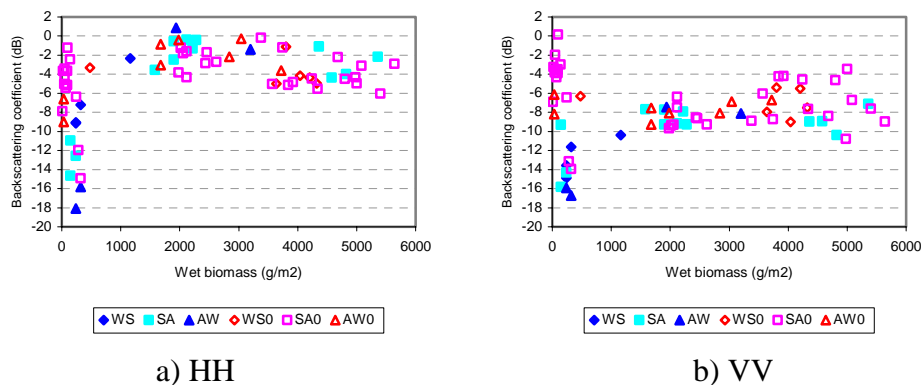 2
0
-2
-4
-6
-8
-10
-12
-14
-16
-18
-20
Backscattering coefficient (dB)
0 1000 2000 3000 4000 5000 6000
Wet biomass (g/m2)
WS SA AW WS0 SA0 AW0
a) HH
2
0
-2
-4
-6
-8
-10
-12
-14
-16
-18
-20
Backscattering coefficient (dB)
0 1000 2000 3000 4000 5000 6000
Wet biomass (g/m2)
WS SA AW WS0 SA0 AW0
b) VV